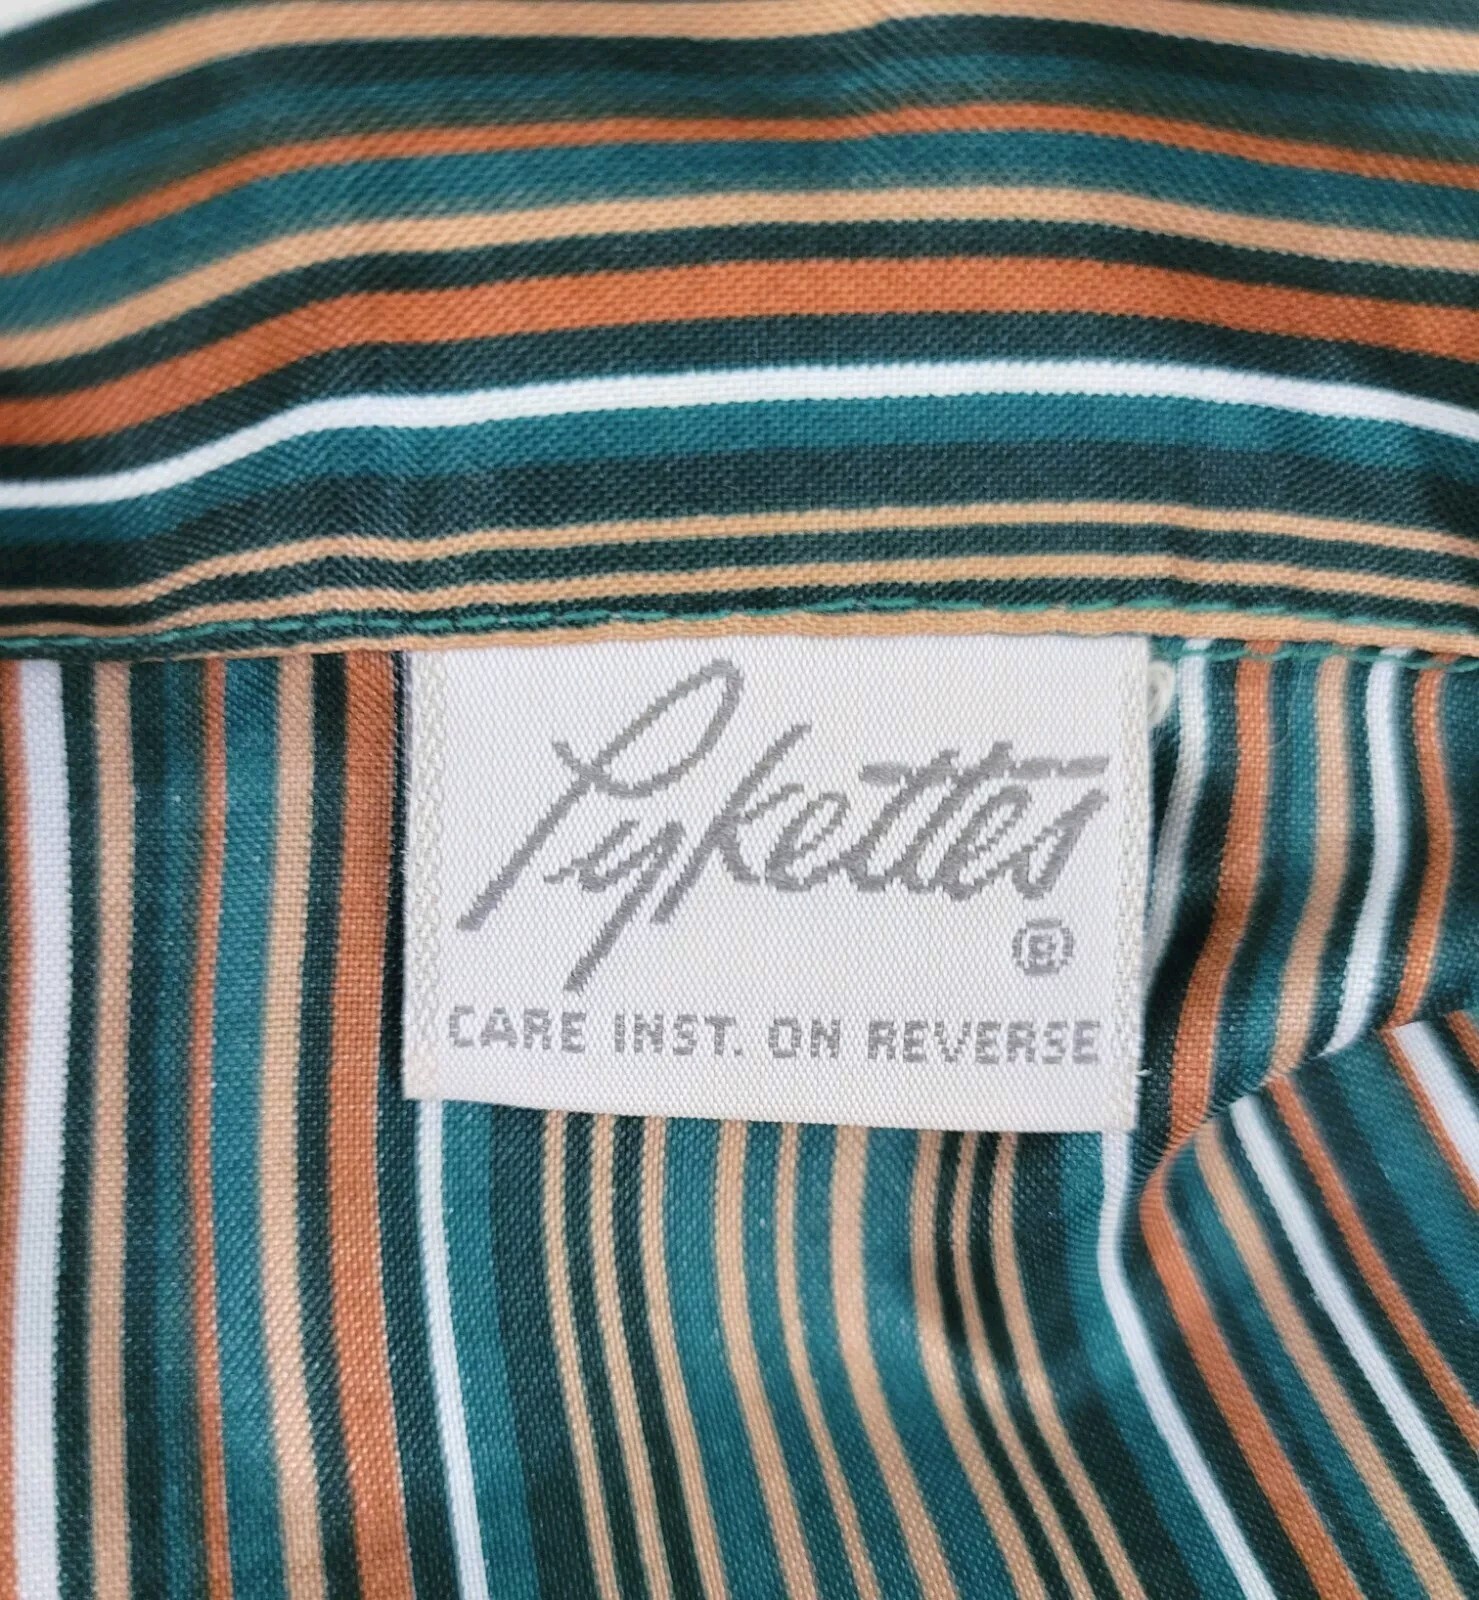 Pykettes
®
CARE INST. ON REVERSE